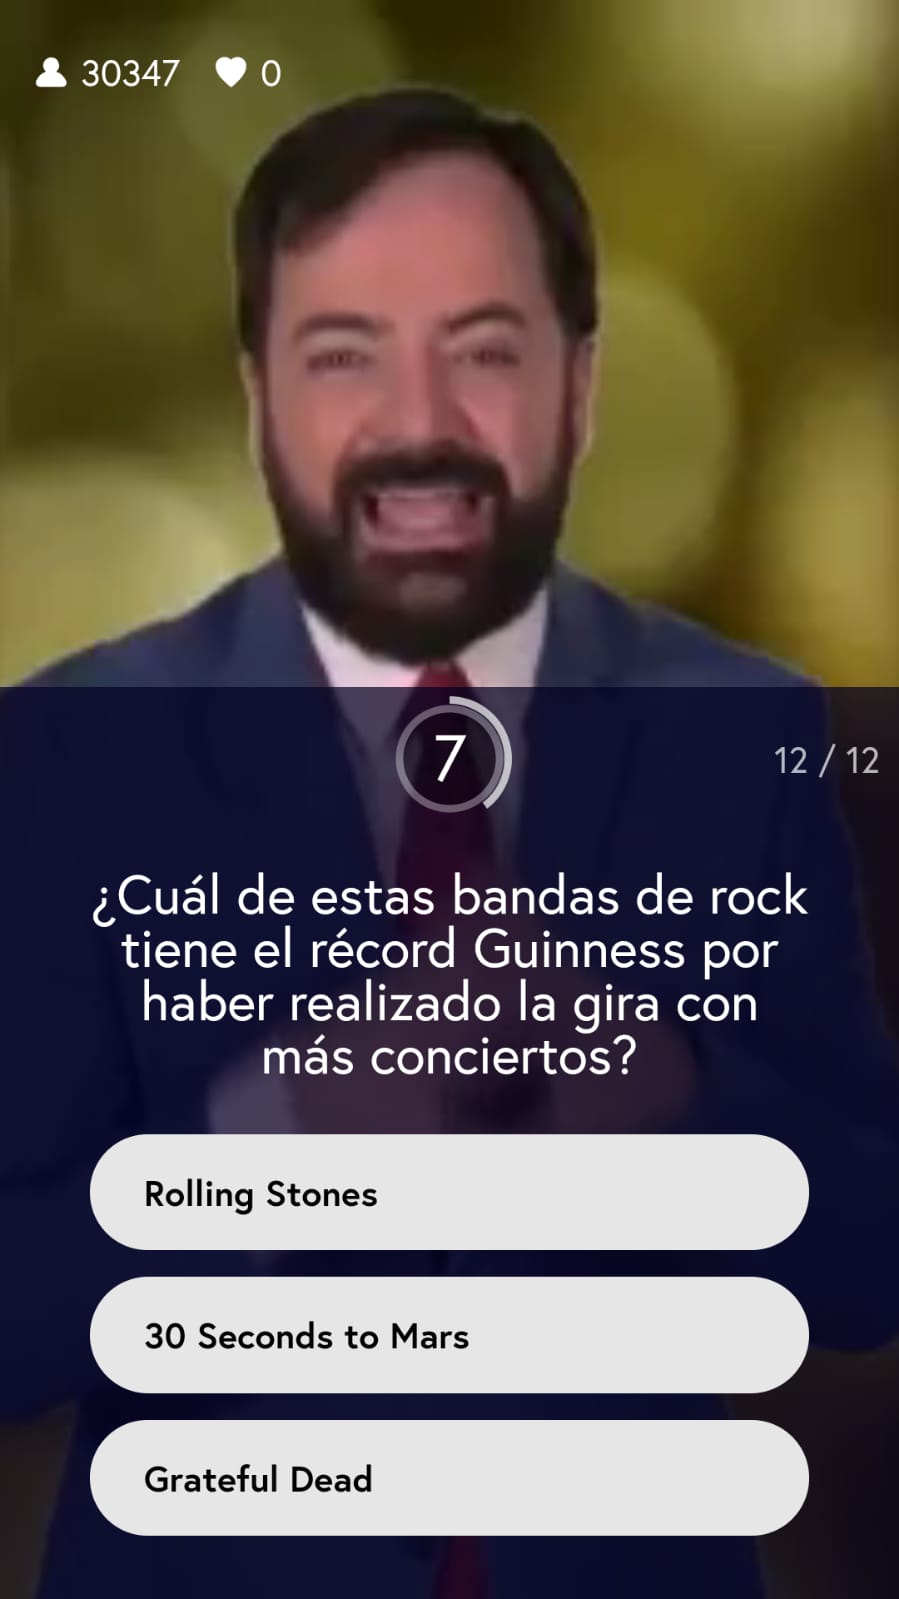 30347 0
7
12 / 12
¿Cuál de estas bandas de rock
tiene el récord Guinness por
haber realizado la gira con
más conciertos?
Rolling Stones
30 Seconds to Mars
Grateful Dead